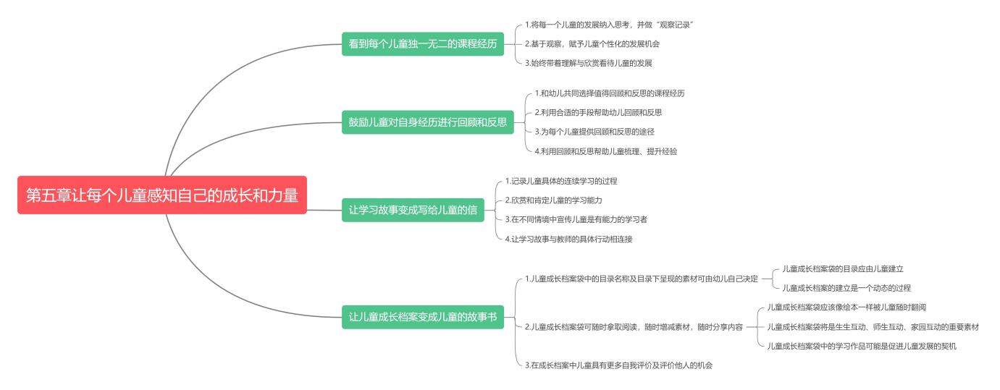 第五章让每个儿童感知自己的成长和力量
看到每个儿童独一无二的课程经历
1.将每一个儿童的发展纳入思考，并做“观察记录”
2.基于观察，赋予儿童个性化的发展机会
3.始终带着理解与欣赏看待儿童的发展
鼓励儿童对自身经历进行回顾和反思
1.和幼儿共同选择值得回顾和反思的课程经历
2.利用合适的手段帮助幼儿回顾和反思
3.为每个儿童提供回顾和反思的途径
4.利用回顾和反思帮助儿童梳理、提升经验
让学习故事变成写给儿童的信
1.记录儿童具体的连续学习的过程
2.欣赏和肯定儿童的学习能力
3.在不同情境中宣传儿童是有能力的学习者
4.让学习故事与教师的具体行动相连接
让儿童成长档案变成儿童的故事书
1.儿童成长档案袋中的目录名称及目录下呈现的素材可由幼儿自己决定
儿童成长档案袋的目录应由儿童建立
儿童成长档案的建立是一个动态的过程
2.儿童成长档案袋可随时拿取阅读，随时增减素材，随时分享内容
儿童成长档案袋应该像绘本一样被儿童随时翻阅
儿童成长档案袋将是生生互动、师生互动、家园互动的重要素材
儿童成长档案袋中的学习作品可能是促进儿童发展的契机
3.在成长档案中儿童具有更多自我评价及评价他人的机会